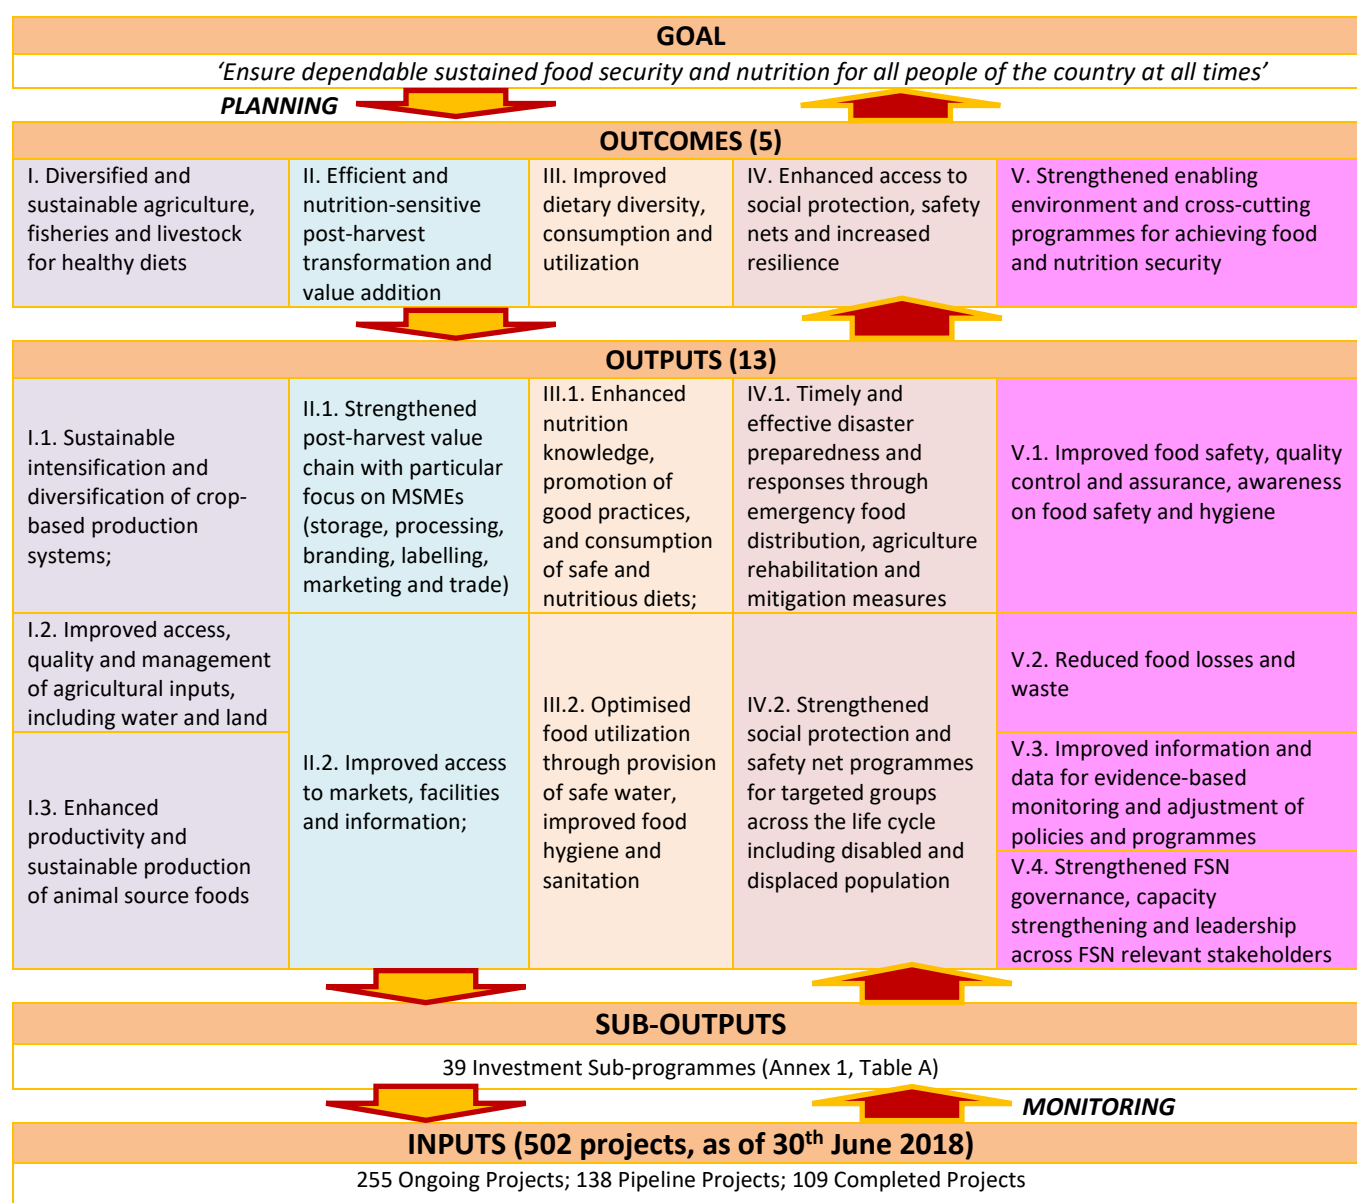 GOAL
‘Ensure dependable sustained food security and nutrition for all people of the country at all times’
PLANNING
OUTCOMES (5)
I. Diversified and
sustainable agriculture,
fisheries and livestock
for healthy diets
II. Efficient and
nutrition-sensitive
post-harvest
transformation and
value addition
III. Improved
dietary diversity,
consumption and
utilization
IV. Enhanced access to
social protection, safety
nets and increased
resilience
V. Strengthened enabling
environment and cross-cutting
programmes for achieving food
and nutrition security
OUTPUTS (13)
I.1. Sustainable
intensification and
diversification of crop-
based production
systems;
II.1. Strengthened
post-harvest value
chain with particular
focus on MSMEs
(storage, processing,
branding, labelling,
marketing and trade)
III.1. Enhanced
nutrition
knowledge,
promotion of
good practices,
and consumption
of safe and
nutritious diets;
IV.1. Timely and
effective disaster
preparedness and
responses through
emergency food
distribution, agriculture
rehabilitation and
mitigation measures
V.1. Improved food safety, quality
control and assurance, awareness
on food safety and hygiene
I.2. Improved access,
quality and management
of agricultural inputs,
including water and land
I.3. Enhanced
productivity and
sustainable production
of animal source foods
II.2. Improved access
to markets, facilities
and information;
III.2. Optimised
food utilization
through provision
of safe water,
improved food
hygiene and
sanitation
IV.2. Strengthened
social protection and
safety net programmes
for targeted groups
across the life cycle
including disabled and
displaced population
V.2. Reduced food losses and
waste
V.3. Improved information and
data for evidence-based
monitoring and adjustment of
policies and programmes
V.4. Strengthened FSN
governance, capacity
strengthening and leadership
across FSN relevant stakeholders
SUB-OUTPUTS
39 Investment Sub-programmes (Annex 1, Table A)
MONITORING
INPUTS (502 projects, as of 30th June 2018)
255 Ongoing Projects; 138 Pipeline Projects; 109 Completed Projects